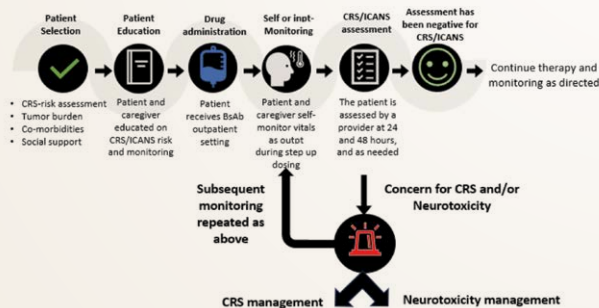 Patient
Selection
Patient
Education
Drug
administration
Self or inpt-
Monitoring
CRS/ICANS
assessment
Assessment has
been negative for
CRS/ICANS
• CRS-risk assessment
• Tumor burden
• Co-morbidities
• Social support
Patient and
caregiver
educated on
CRS/ICANS risk
and monitoring
Patient
receives BsAb
outpatient
setting
Patient and
caregiver self-
monitor vitals
as outpt
during step up
dosing
The patient is
assessed by a
provider at 24
and 48 hours,
and as needed
Continue therapy and
monitoring as directed
Subsequent
monitoring
repeated as
above
Concern for CRS and/or
Neurotoxicity
CRS management
Neurotoxicity management